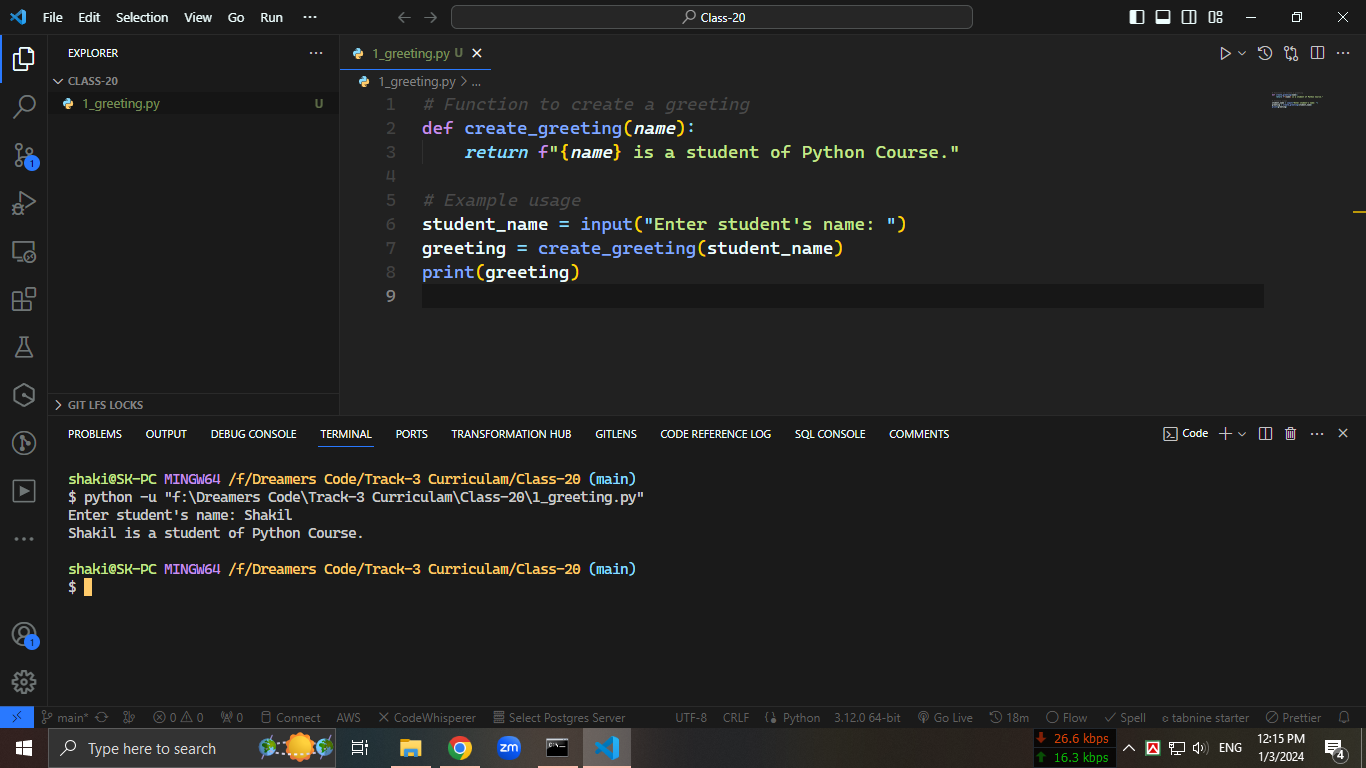 File Edit Selection View Go Run ···
Class-20
EXPLORER
CLASS-20
1_greeting.py U
GIT LFS LOCKS
1_greeting.py U
1_greeting.py > ...
1 # Function to create a greeting
2 def create_greeting(name):
3 return f"{name} is a student of Python Course."
4
5 # Example usage
6 student_name = input("Enter student's name: ")
7 greeting = create_greeting(student_name)
8 print(greeting)
9
PROBLEMS OUTPUT DEBUG CONSOLE TERMINAL PORTS TRANSFORMATION HUB GITLENS CODE REFERENCE LOG SQL CONSOLE COMMENTS
Code
shaki@SK-PC MINGW64 /f/Dreamers Code/Track-3 Curriculam/Class-20 (main)
$ python -u "f:\Dreamers Code\Track-3 Curriculam\Class-20\1_greeting.py"
Enter student's name: Shakil
Shakil is a student of Python Course.
shaki@SK-PC MINGW64 /f/Dreamers Code/Track-3 Curriculam/Class-20 (main)
$
1
1
main* 0 0 0 Connect AWS CodeWhisperer Select Postgres Server UTF-8 CRLF Python 3.12.0 64-bit Go Live 18m Flow Spell tabnine starter Prettier
Type here to search
zm
26.6 kbps
16.3 kbps
ENG
12:15 PM
1/3/2024
4